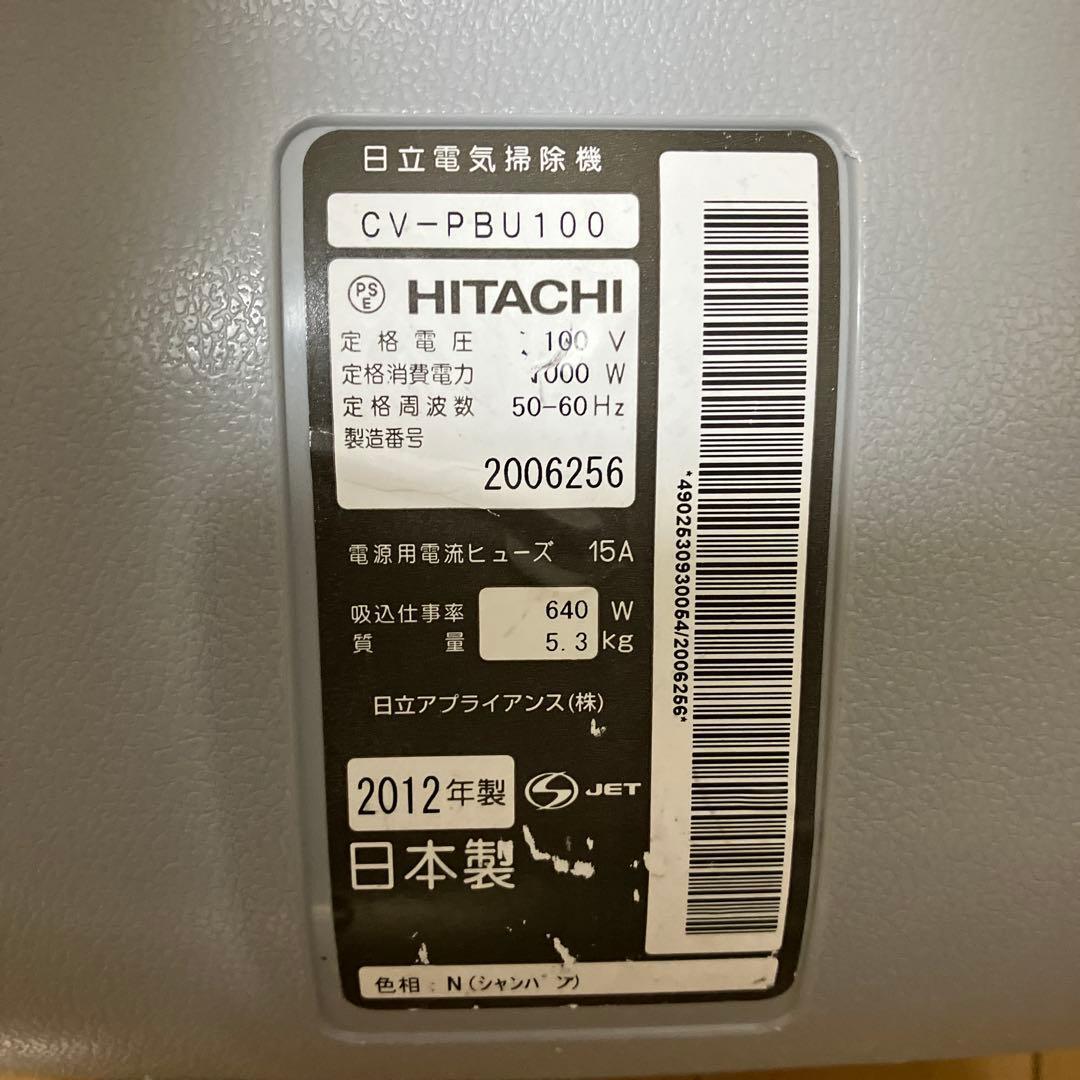 日立電気掃除機
CV-PBU100
PSE HITACHI
定格電圧 100 V
定格消費電力 1000 W
定格周波数 50-60Hz
製造番号
2006256
電源用電流ヒューズ 15A
吸込仕事率 640 W
質量 5.3 kg
日立アプライアンス(株)
2012年製 JET
日本製
色相：N(シャンパン)
*4902530930054/2006256*